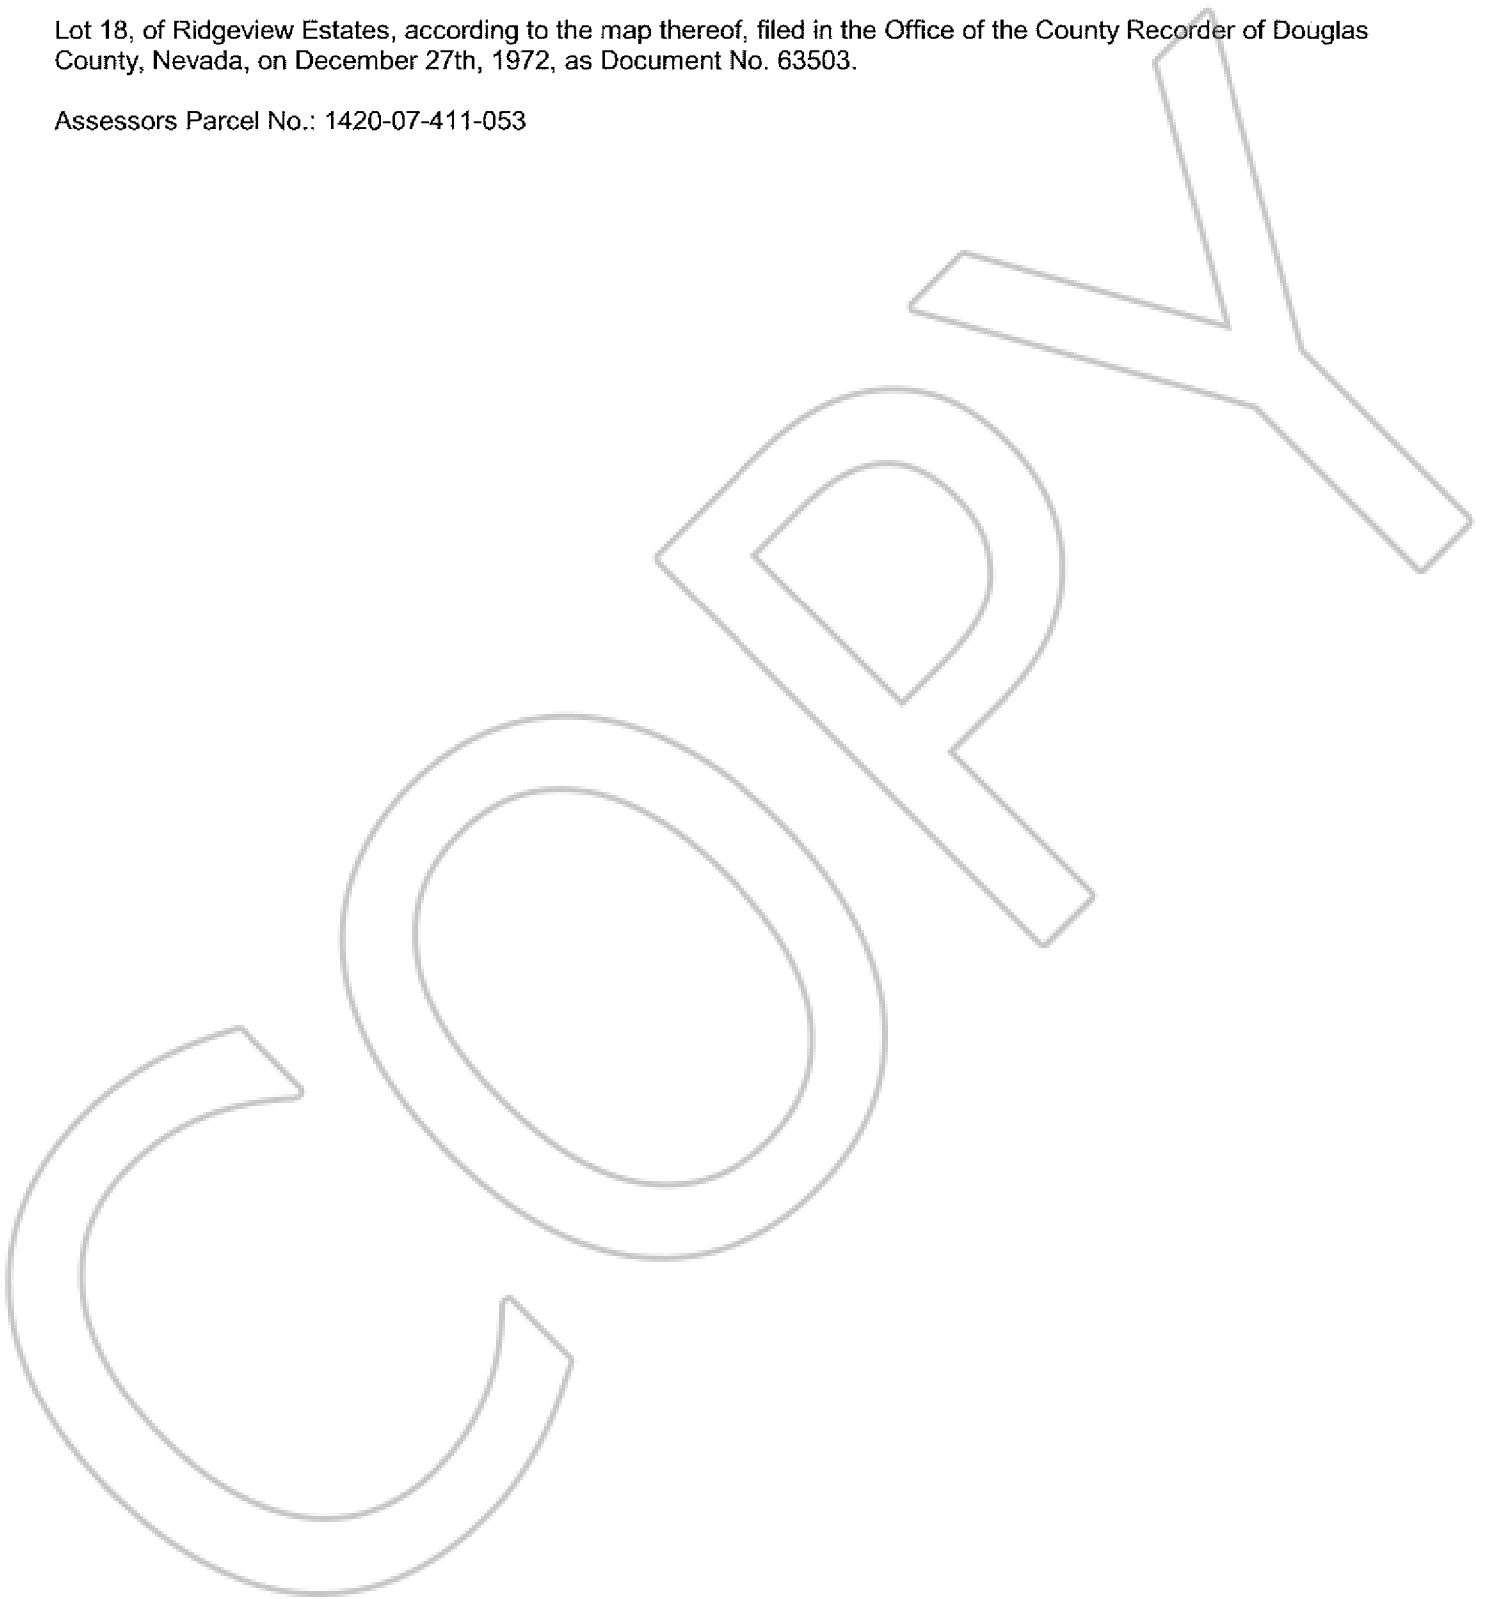 Lot 18, of Ridgeview Estates, according to the map thereof, filed in the Office of the County Recorder of Douglas
County, Nevada, on December 27th, 1972, as Document No. 63503.
Assessors Parcel No.: 1420-07-411-053
COPY